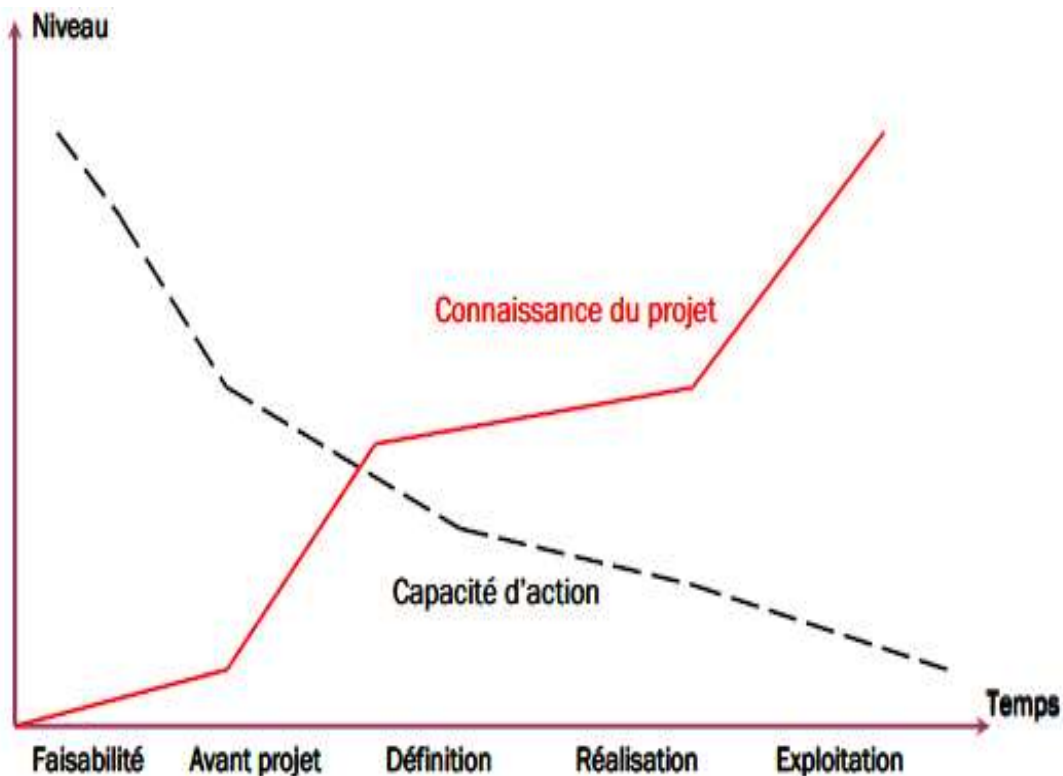 Niveau
Connaissance du projet
Capacité d'action
Temps
Faisabilité Avant projet Définition Réalisation Exploitation